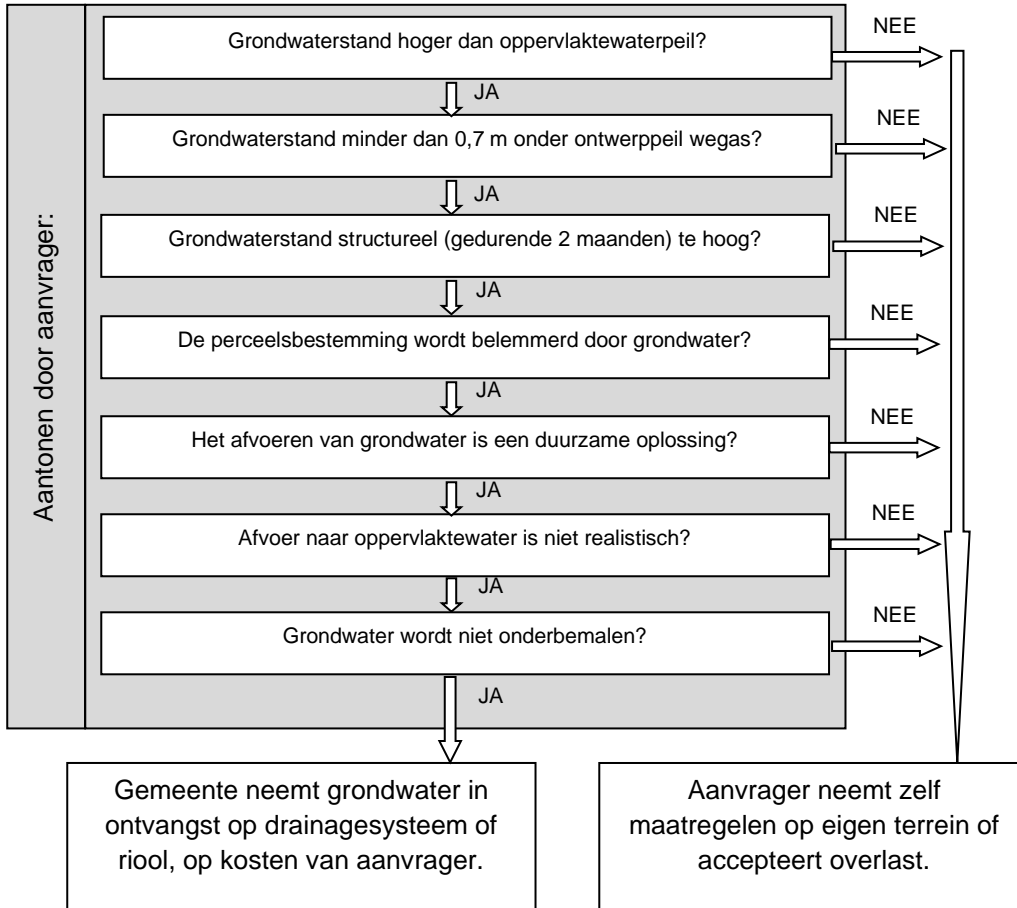 Aantonen door aanvrager:
Grondwaterstand hoger dan oppervlaktewaterpeil?
NEE
JA
Grondwaterstand minder dan 0,7 m onder ontwerppeil wegas?
NEE
JA
Grondwaterstand structureel (gedurende 2 maanden) te hoog?
NEE
JA
De perceelsbestemming wordt belemmerd door grondwater?
NEE
JA
Het afvoeren van grondwater is een duurzame oplossing?
NEE
JA
Afvoer naar oppervlaktewater is niet realistisch?
NEE
JA
Grondwater wordt niet onderbemalen?
NEE
JA
Gemeente neemt grondwater in
ontvangst op drainagesysteem of
riool, op kosten van aanvrager.
Aanvrager neemt zelf
maatregelen op eigen terrein of
accepteert overlast.